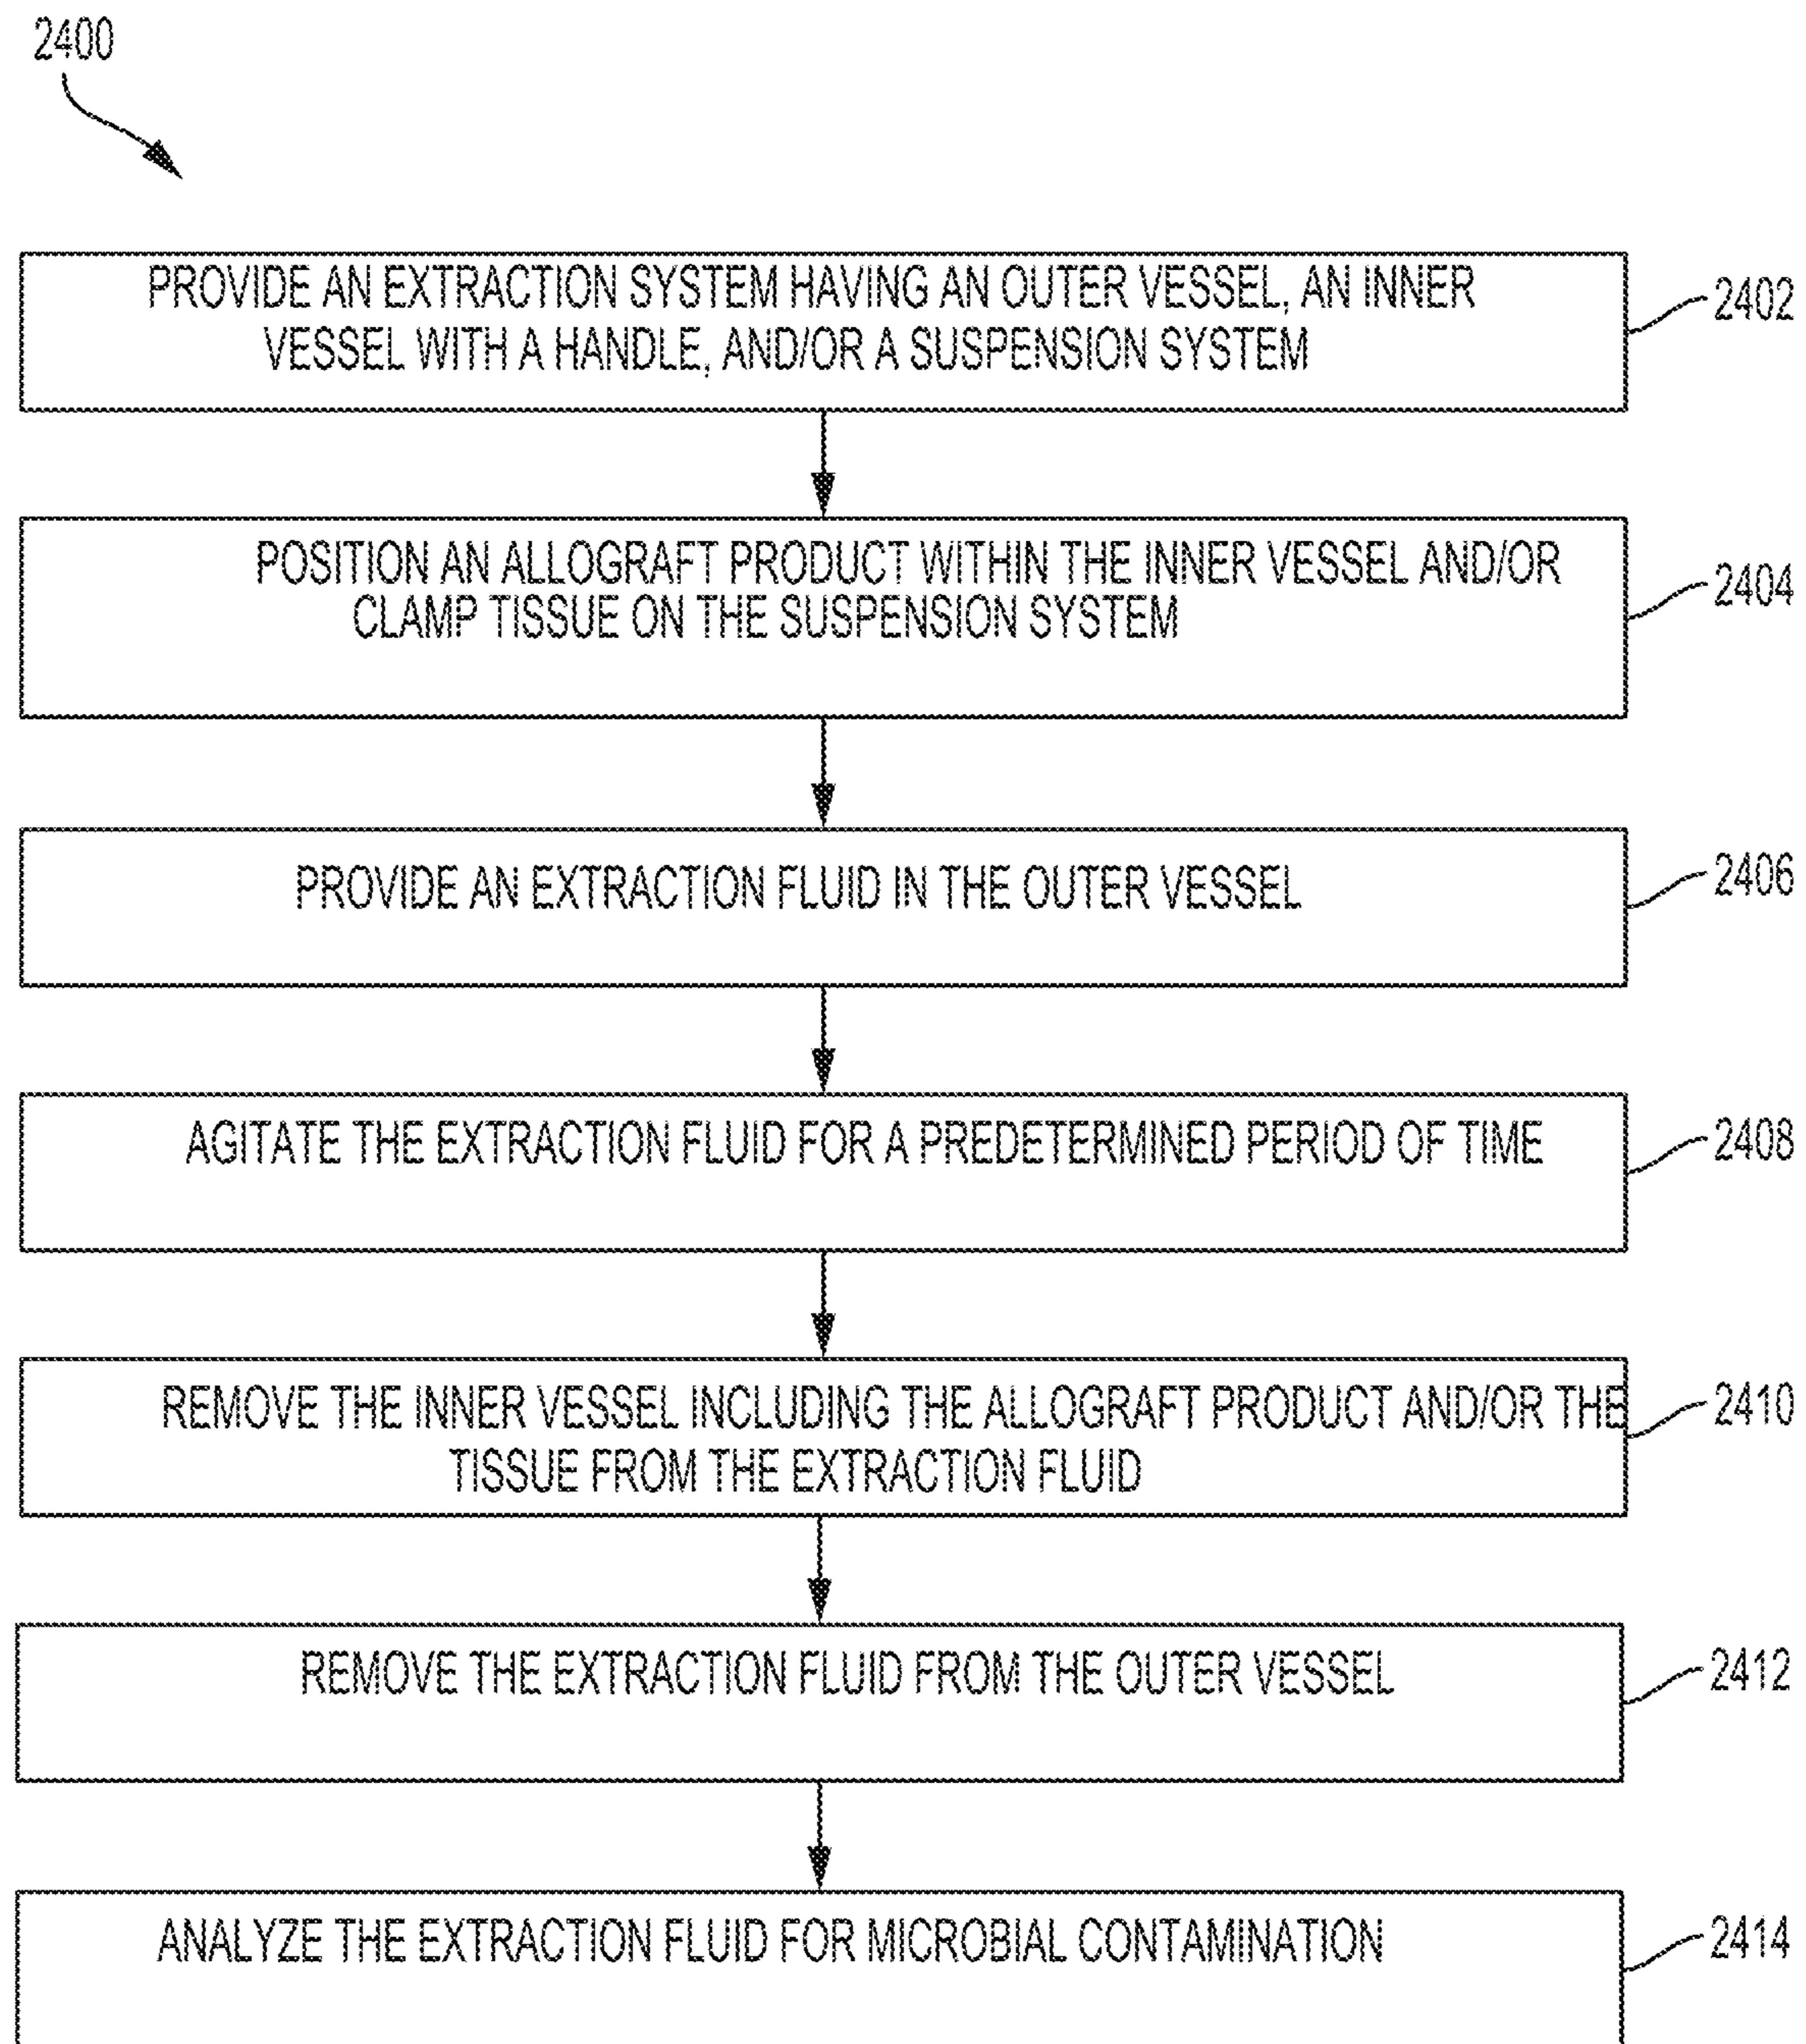 2400
PROVIDE AN EXTRACTION SYSTEM HAVING AN OUTER VESSEL, AN INNER
VESSEL WITH A HANDLE, AND/OR A SUSPENSION SYSTEM
2402
POSITION AN ALLOGRAFT PRODUCT WITHIN THE INNER VESSEL AND/OR
CLAMP TISSUE ON THE SUSPENSION SYSTEM
2404
PROVIDE AN EXTRACTION FLUID IN THE OUTER VESSEL
2406
AGITATE THE EXTRACTION FLUID FOR A PREDETERMINED PERIOD OF TIME
2408
REMOVE THE INNER VESSEL INCLUDING THE ALLOGRAFT PRODUCT AND/OR THE
TISSUE FROM THE EXTRACTION FLUID
2410
REMOVE THE EXTRACTION FLUID FROM THE OUTER VESSEL
2412
ANALYZE THE EXTRACTION FLUID FOR MICROBIAL CONTAMINATION
2414